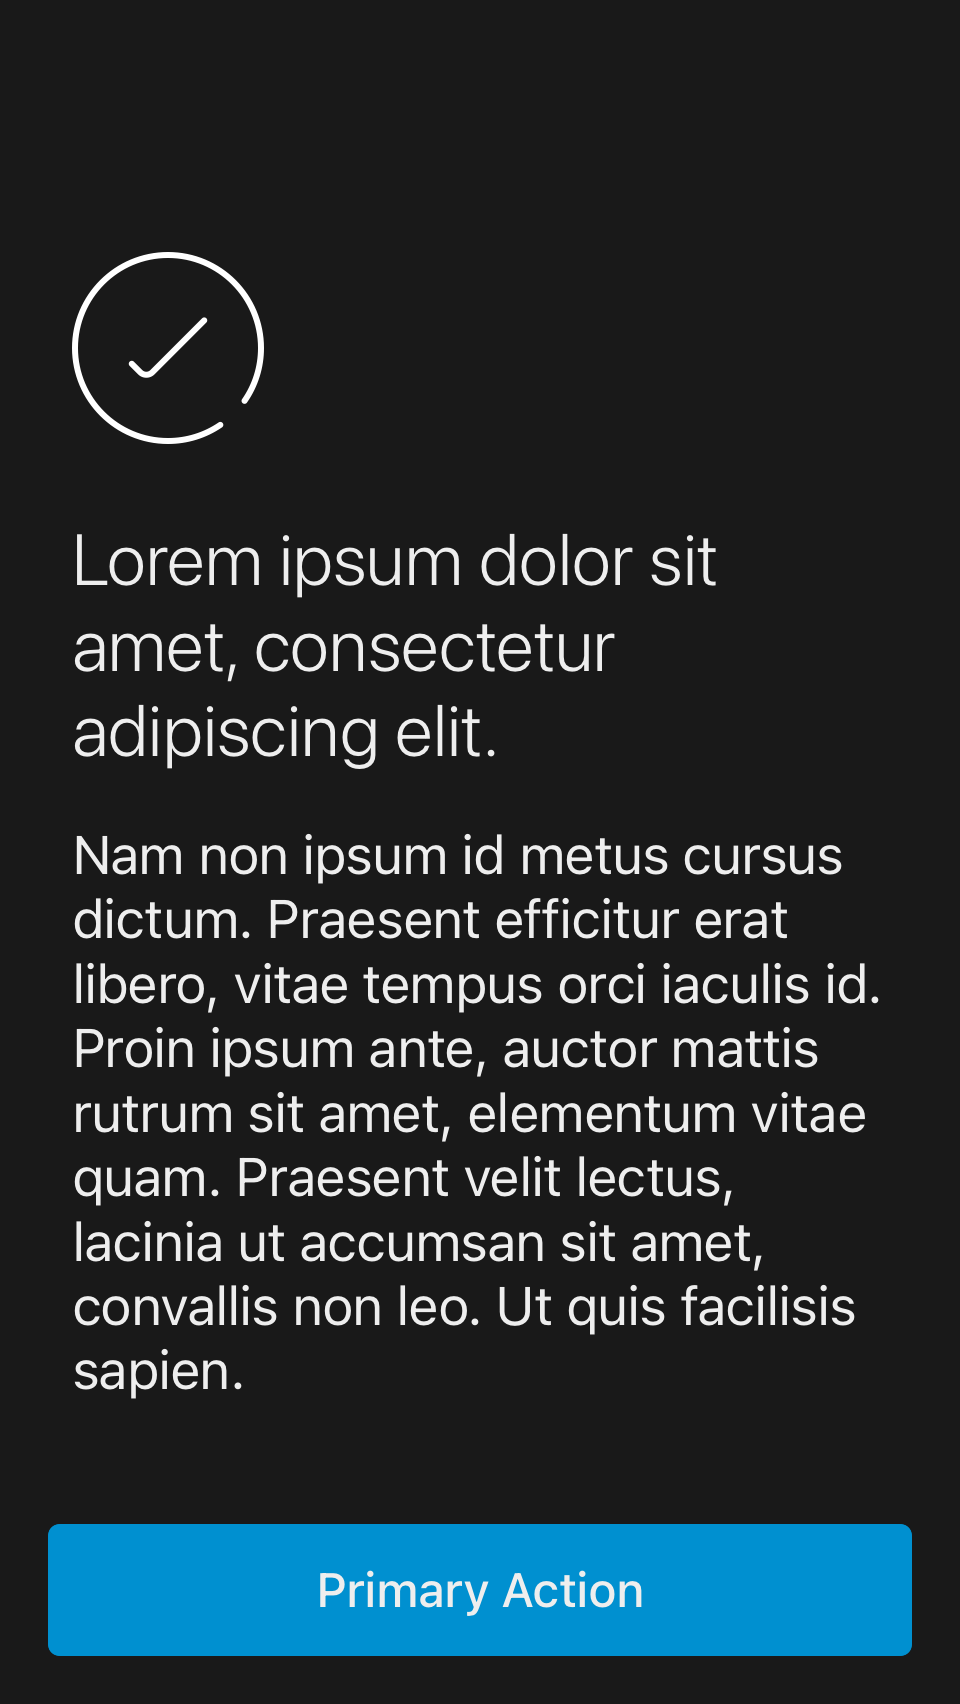 Lorem ipsum dolor sit
amet, consectetur
adipiscing elit.
Nam non ipsum id metus cursus
dictum. Praesent efficitur erat
libero, vitae tempus orci iaculis id.
Proin ipsum ante, auctor mattis
rutrum sit amet, elementum vitae
quam. Praesent velit lectus,
lacinia ut accumsan sit amet,
convallis non leo. Ut quis facilisis
sapien.
Primary Action